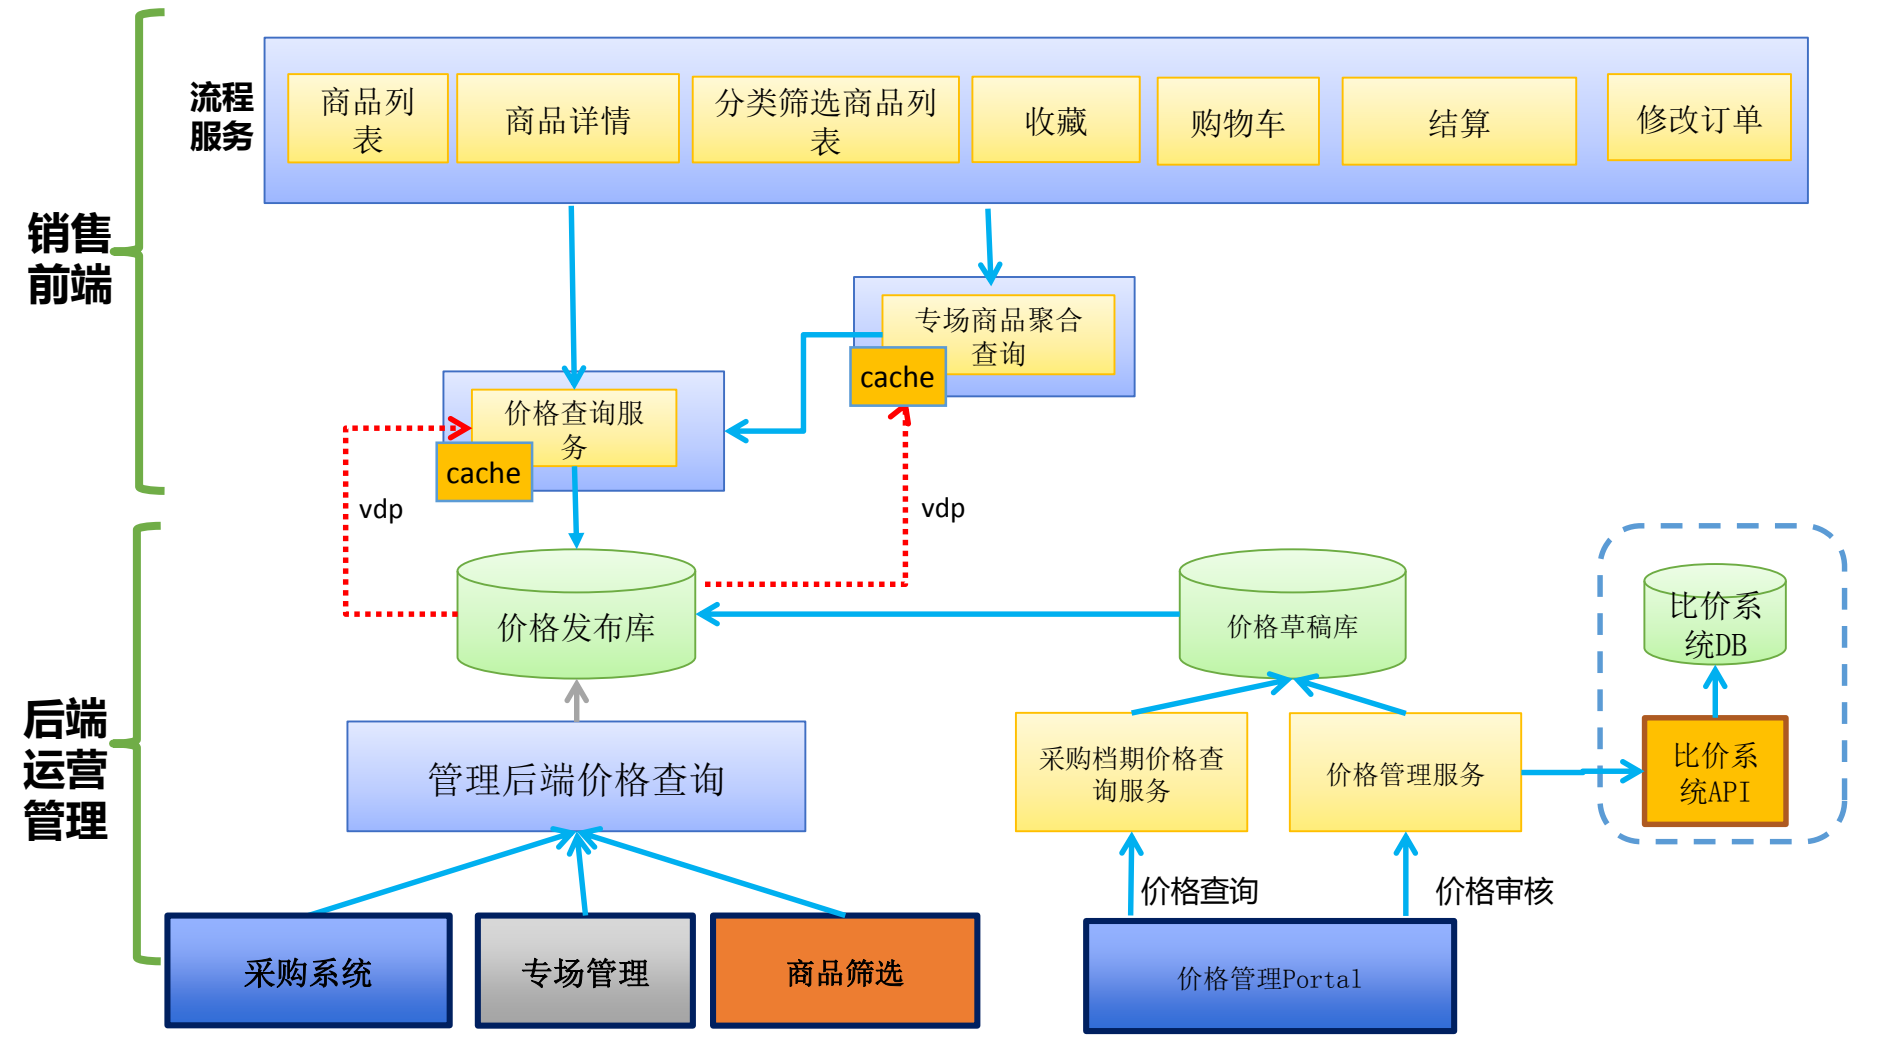 流程
服务
商品列
表
商品详情
分类筛选商品列
表
收藏
购物车
结算
修改订单
销售
前端
专场商品聚合
查询
cache
价格查询服
务
cache
vdp
vdp
价格发布库
价格草稿库
比价系
统DB
后端
运营
管理
管理后端价格查询
采购档期价格查
询服务
价格管理服务
比价系
统API
价格查询
价格审核
采购系统
专场管理
商品筛选
价格管理Portal